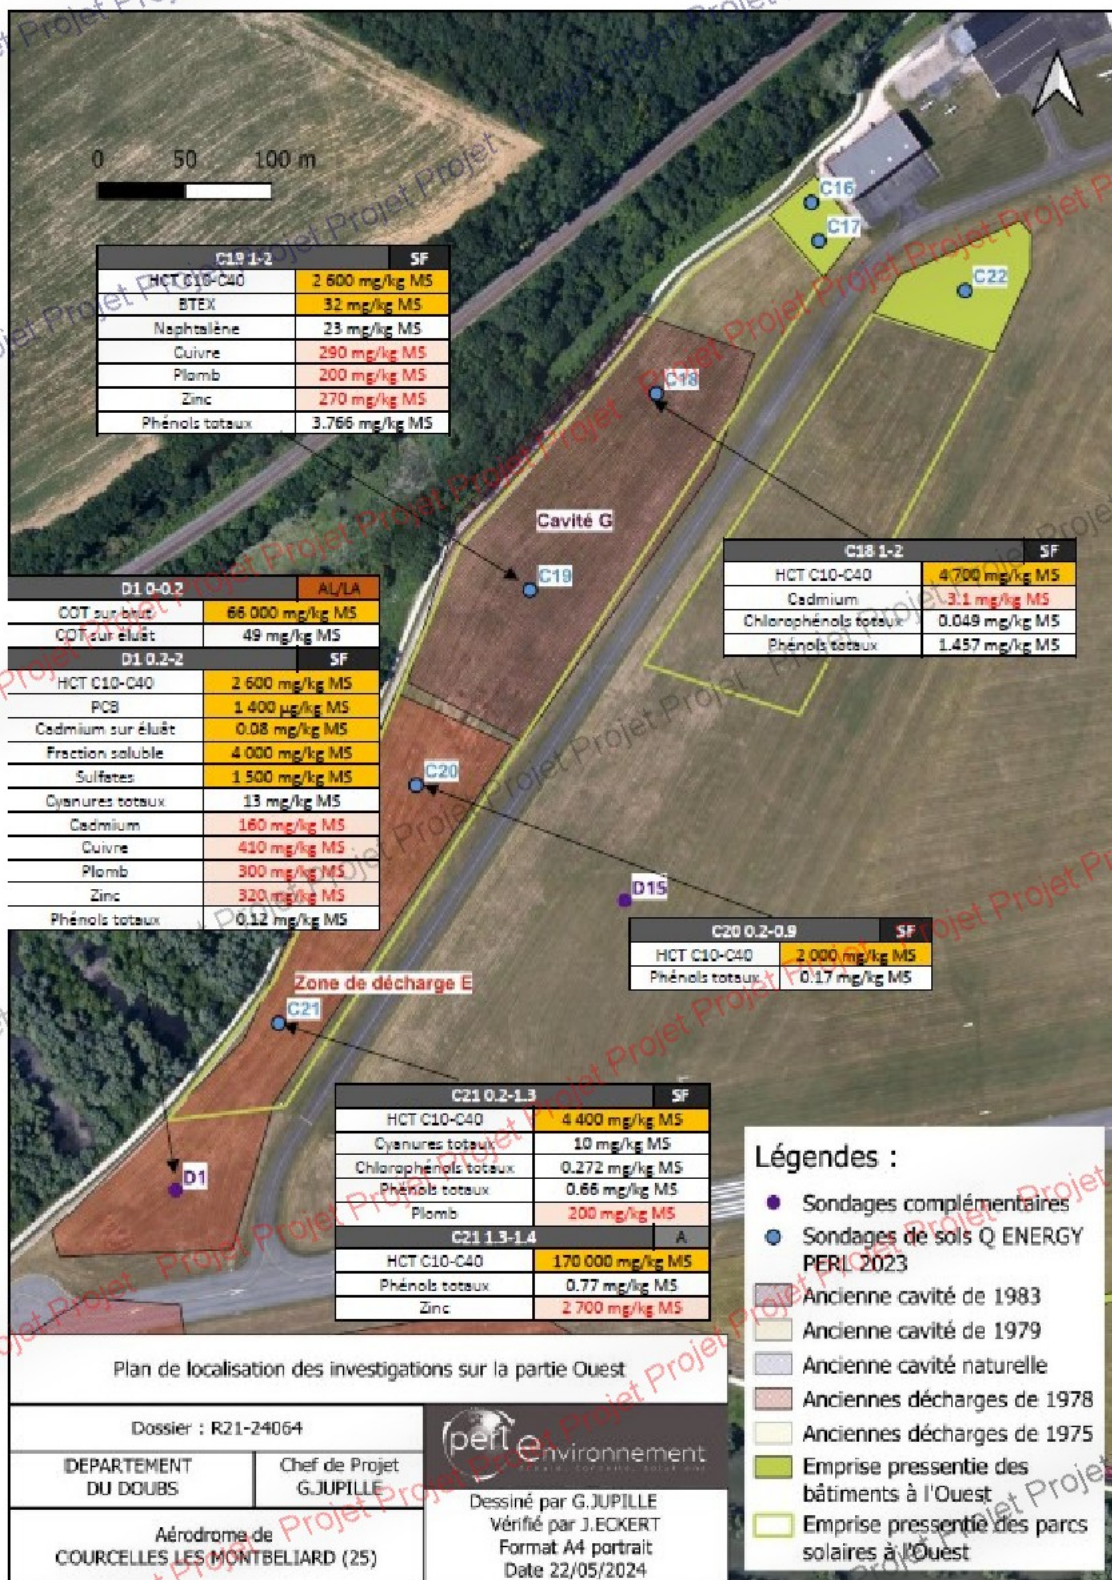 0 50 100 m
C16
C17
C22
C19 1-2 SF
HCT C10-C40 2 600 mg/kg MS
BTEX 32 mg/kg MS
Naphtalène 23 mg/kg MS
Cuivre 290 mg/kg MS
Plomb 200 mg/kg MS
Zinc 270 mg/kg MS
Phénols totaux 3.766 mg/kg MS
C18
Cavité G
C19
C18 1-2 SF
HCT C10-C40 4 700 mg/kg MS
Cadmium 3.1 mg/kg MS
Chlorophénols totaux 0.049 mg/kg MS
Phénols totaux 1.457 mg/kg MS
D1 0-0.2 AL/LA
COT sur brut 66 000 mg/kg MS
COT sur éluât 49 mg/kg MS
D1 0.2-2 SF
HCT C10-C40 2 600 mg/kg MS
PCB 1 400 µg/kg MS
Cadmium sur éluât 0.08 mg/kg MS
Fraction soluble 4 000 mg/kg MS
Sulfates 1 500 mg/kg MS
Cyanures totaux 13 mg/kg MS
Cadmium 160 mg/kg MS
Cuivre 410 mg/kg MS
Plomb 300 mg/kg MS
Zinc 320 mg/kg MS
Phénols totaux 0.12 mg/kg MS
C20
D15
C20 0.2-0.9 SF
HCT C10-C40 2 000 mg/kg MS
Phénols totaux 0.17 mg/kg MS
Zone de décharge E
C21
C21 0.2-1.3 SF
HCT C10-C40 4 400 mg/kg MS
Cyanures totaux 10 mg/kg MS
Chlorophénols totaux 0.272 mg/kg MS
Phénols totaux 0.66 mg/kg MS
Plomb 200 mg/kg MS
C21 1.3-1.4 A
HCT C10-C40 170 000 mg/kg MS
Phénols totaux 0.77 mg/kg MS
Zinc 2 700 mg/kg MS
D1
Légendes :
Sondages complémentaires
Sondages de sols Q ENERGY
PERL 2023
Ancienne cavité de 1983
Ancienne cavité de 1979
Ancienne cavité naturelle
Anciennes décharges de 1978
Anciennes décharges de 1975
Emprise pressentie des
bâtiments à l'Ouest
Emprise pressentie des parcs
solaires à l'Ouest
Plan de localisation des investigations sur la partie Ouest
Dossier : R21-24064
DEPARTEMENT
DU DOUBS
Chef de Projet
G.JUPILLE
Aérodrome de
COURCELLES LES MONTBELIARD (25)
perl environnement
Dessiné par G.JUPILLE
Vérifié par J.ECKERT
Format A4 portrait
Date 22/05/2024
Projet Projet Projet Projet